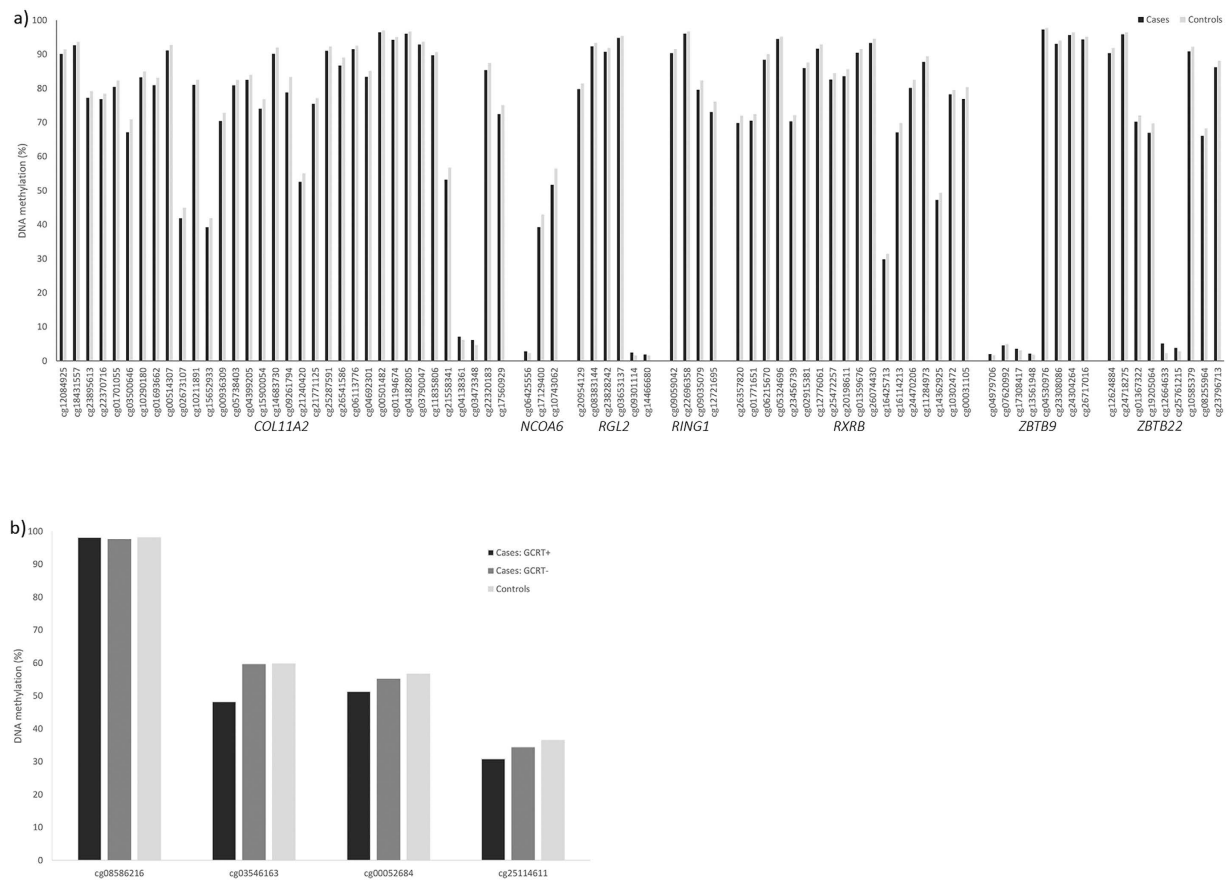 a)
100
90
80
70
60
50
40
30
20
10
0
DNA methylation (%)
Cases
Controls
cg12084925
cg18431557
cg23895613
cg22370716
cg01701055
cg03500646
cg10290180
cg01693662
cg00514307
cg02673107
cg10211891
cg15652933
cg00936309
cg05738403
cg04399205
cg15900054
cg14683730
cg09261794
cg21240420
cg21771125
cg25287591
cg26541586
cg06113776
cg04692301
cg00501482
cg01194674
cg04182805
cg03790047
cg11835806
cg21558341
cg04138361
cg03473348
cg22320183
cg17560929
cg06425556
cg17129400
cg10743062
cg20954129
cg08383144
cg23828242
cg03653137
cg09301114
cg14466680
cg09059042
cg22696358
cg09035079
cg12721695
cg26357820
cg01771651
cg06215670
cg05324696
cg23456739
cg02915381
cg12776061
cg25472257
cg20198611
cg01359676
cg26074430
cg16425713
cg16114213
cg24470206
cg11284973
cg14362925
cg10302472
cg00031105
cg04979706
cg07620992
cg17308417
cg13561948
cg04530976
cg23308086
cg24304264
cg26717016
cg12624884
cg24718275
cg01367322
cg19205064
cg12664633
cg25761215
cg10585379
cg08255964
cg23796713
COL11A2
NCOA6
RGL2
RING1
RXRB
ZBTB9
ZBTB22
b)
100
90
80
70
60
50
40
30
20
10
0
DNA methylation (%)
Cases: GCRT+
Cases: GCRT-
Controls
cg08586216
cg03546163
cg00052684
cg25114611